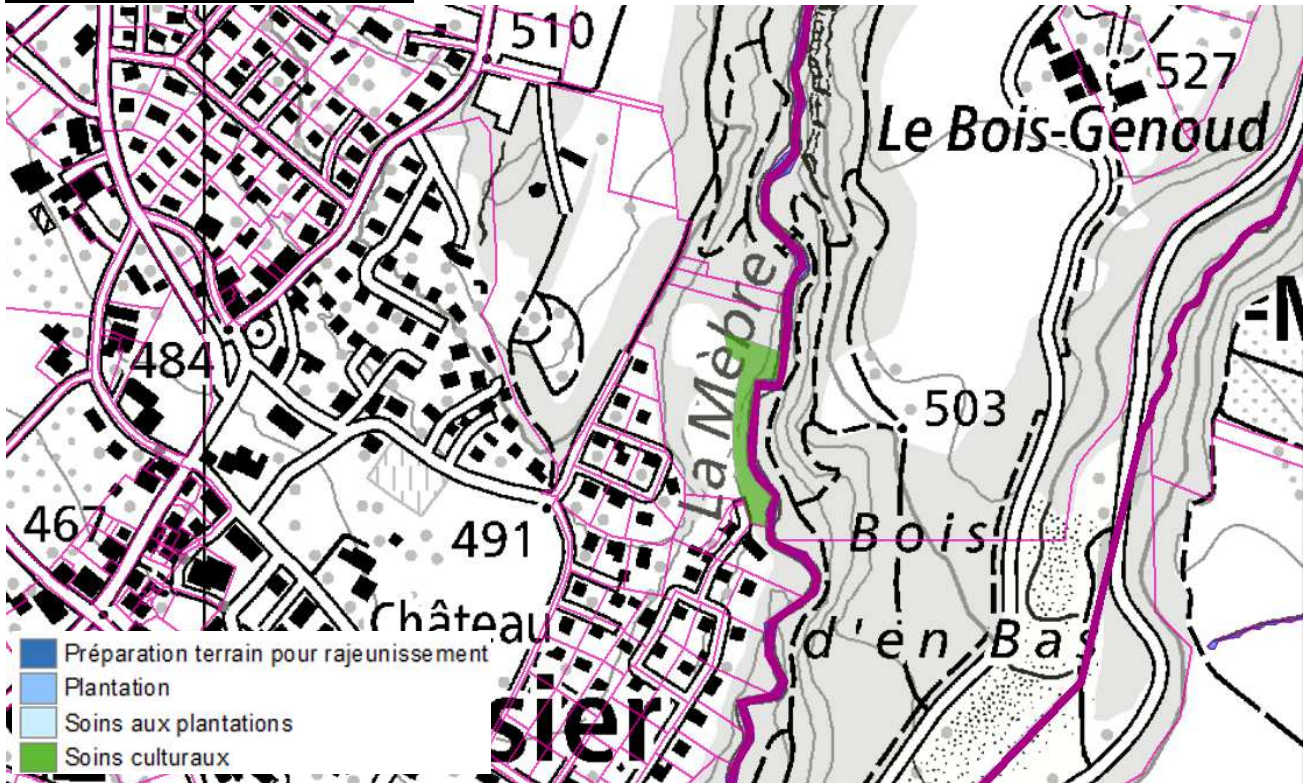 510
527
Le Bois-Genoud
La Mèbre
-M
484
503
467
491
Bois
Château
d'en Bas
sier
Préparation terrain pour rajeunissement
Plantation
Soins aux plantations
Soins culturaux